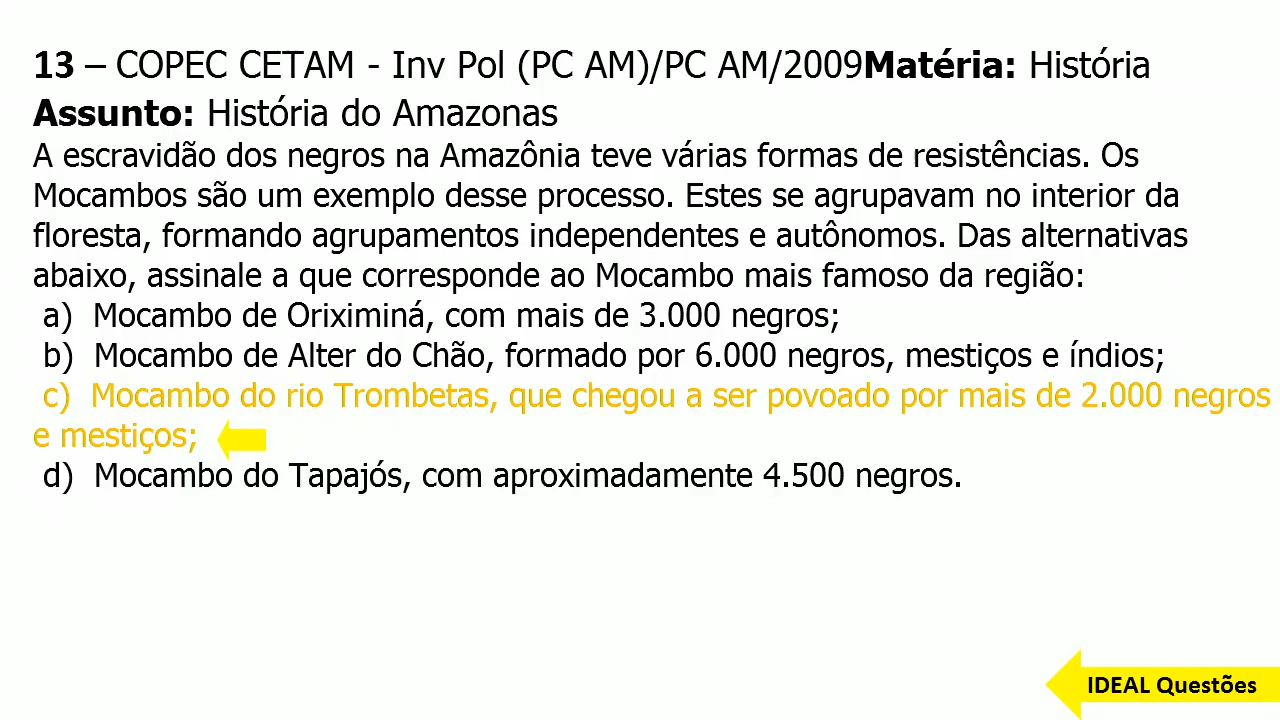 13 – COPEC CETAM - Inv Pol (PC AM)/PC AM/2009Matéria: História
Assunto: História do Amazonas
A escravidão dos negros na Amazônia teve várias formas de resistências. Os
Mocambos são um exemplo desse processo. Estes se agrupavam no interior da
floresta, formando agrupamentos independentes e autônomos. Das alternativas
abaixo, assinale a que corresponde ao Mocambo mais famoso da região:
a) Mocambo de Oriximiná, com mais de 3.000 negros;
b) Mocambo de Alter do Chão, formado por 6.000 negros, mestiços e índios;
c) Mocambo do rio Trombetas, que chegou a ser povoado por mais de 2.000 negros
e mestiços;
d) Mocambo do Tapajós, com aproximadamente 4.500 negros.
IDEAL Questões